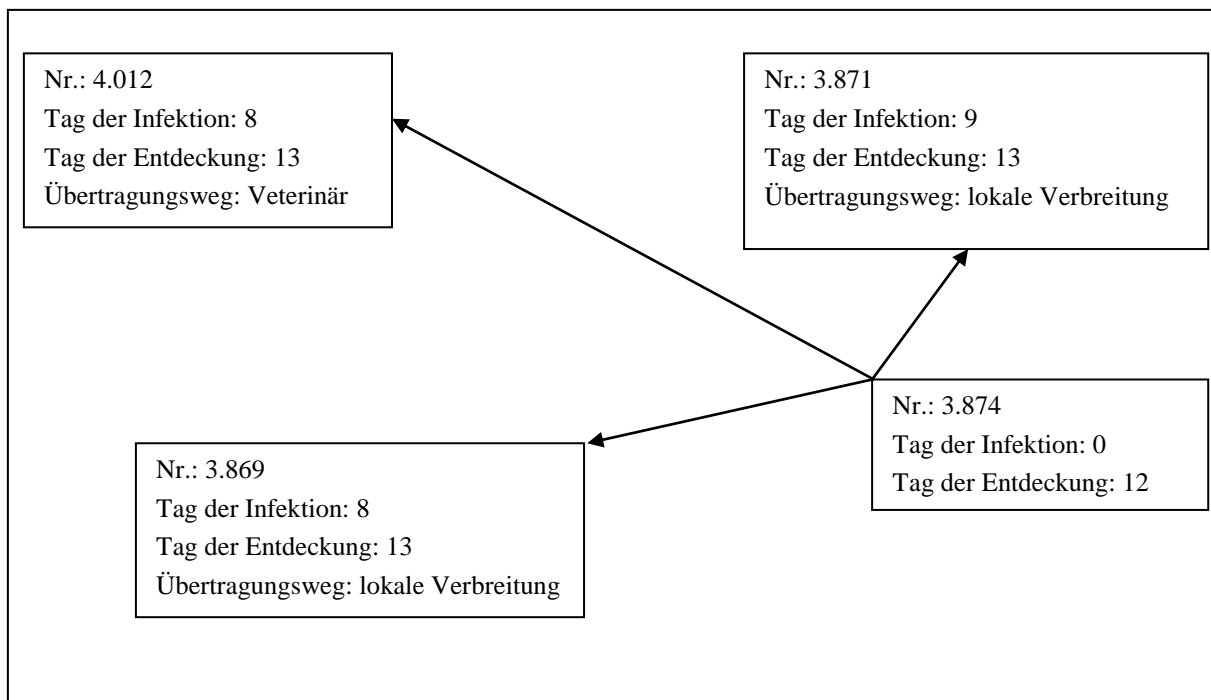 Nr.: 4.012
Tag der Infektion: 8
Tag der Entdeckung: 13
Übertragungsweg: Veterinär
Nr.: 3.871
Tag der Infektion: 9
Tag der Entdeckung: 13
Übertragungsweg: lokale Verbreitung
Nr.: 3.874
Tag der Infektion: 0
Tag der Entdeckung: 12
Nr.: 3.869
Tag der Infektion: 8
Tag der Entdeckung: 13
Übertragungsweg: lokale Verbreitung